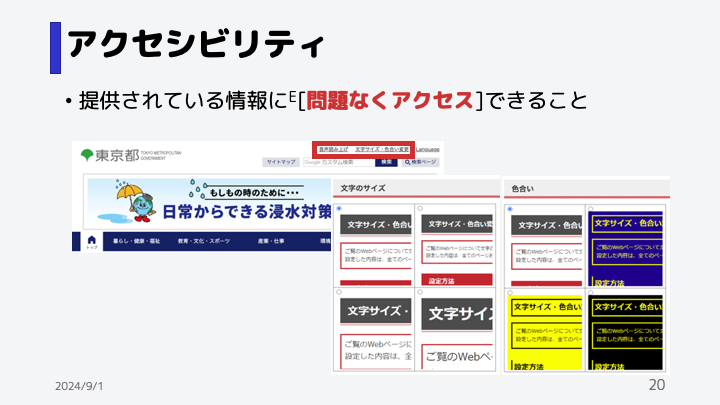 アクセシビリティ
• 提供されている情報にE[問題なくアクセス]できること
音声読み上げ 文字サイズ・色合い変更 Language
東京都 TOKYO METROPOLITAN GOVERNMENT
サイトマップ Google カスタム検索 検索 検索ページ
もしもの時のために･･･
日常からできる浸水対策
トップ 暮らし・健康・福祉 教育・文化・スポーツ 産業・仕事 環境
文字のサイズ
文字サイズ・色合い
ご覧のWebページについて
設定した内容は、全てのペー
文字サイズ・色合い変
ご覧のWebページについて文字の
設定した内容は、全てのページお
設定方法
文字サイズ・
ご覧のWebページ
設定した内容は、全
文字サイ
ご覧のWebペー
色合い
文字サイズ・色合い
ご覧のWebページについて
設定した内容は、全てのペー
文字サイズ・色合い
ご覧のWebページについて文
設定した内容は、全てのペー
文字サイズ・色合い
ご覧のWebページについて
設定した内容は、全てのペー
設定方法
文字サイズ・色合い
ご覧のWebページについて文
設定した内容は、全てのペー
設定方法
2024/9/1
20